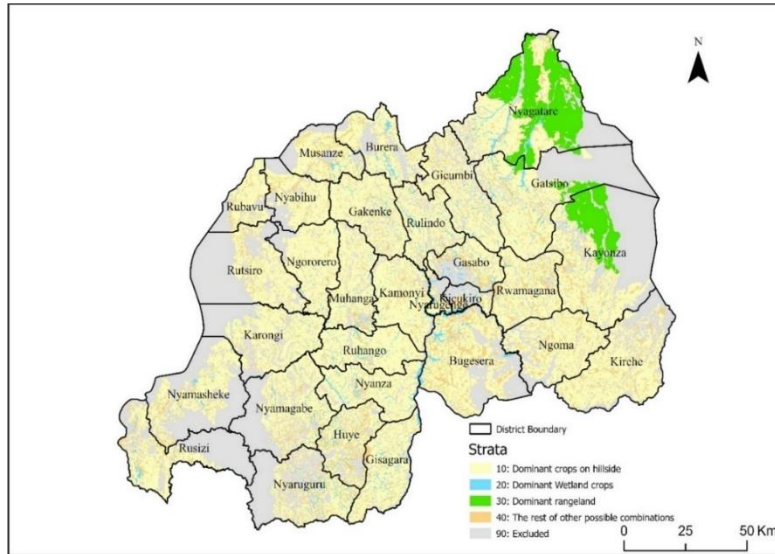 N
Nyagatare
Burera
Musanze
Gicumbi
Gatsibo
Nyabihu
Rubavu
Gakenke
Rulindo
Kayonza
Gasabo
Ngororero
Rutsiro
Rwamagana
Kicukiro
Muhanga
Kamonyi
Nyarugenge
Karongi
Ruhango
Bugesera
Ngoma
Kirehe
Nyanza
Nyamasheke
Nyamagabe
Huye
Rusizi
Gisagara
Nyaruguru
District Boundary
Strata
10: Dominant crops on hillside
20: Dominant Wetland crops
30: Dominant rangeland
40: The rest of other possible combinations
90: Excluded
0 25 50 Km